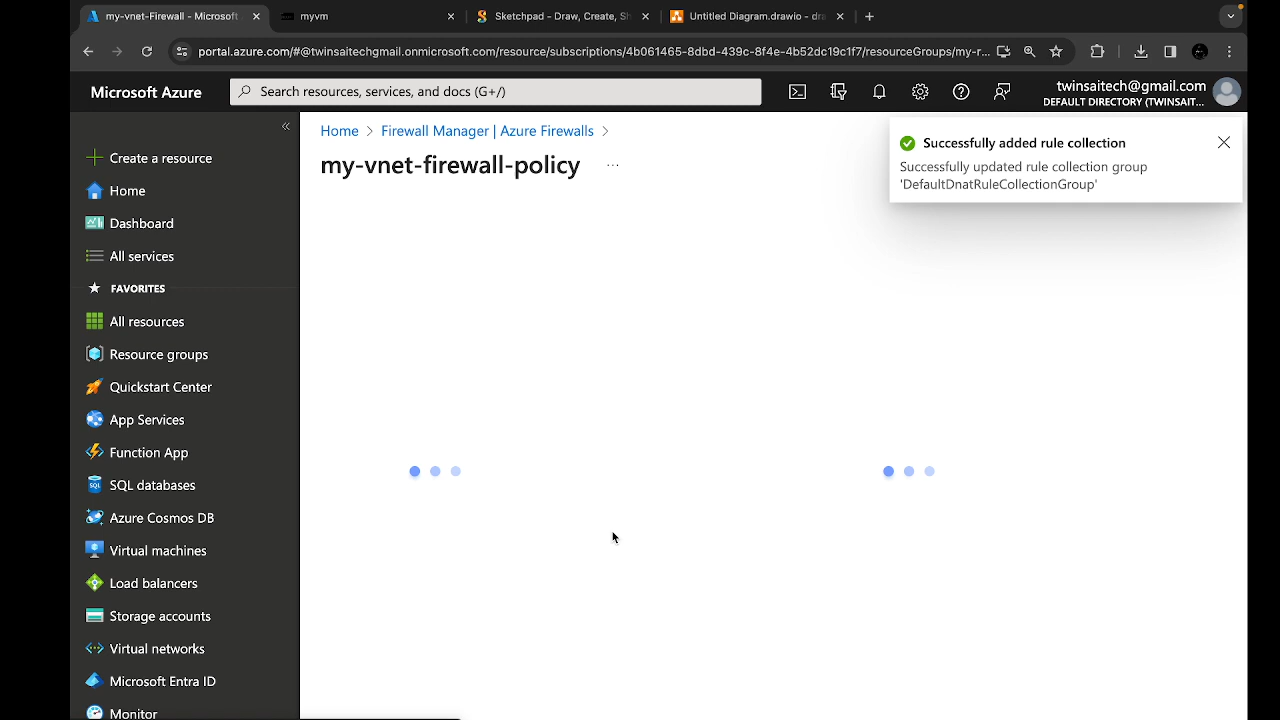 my-vnet-Firewall - Microsoft
myvm
Sketchpad - Draw, Create, Sh
Untitled Diagram.drawio - dra
portal.azure.com/#@twinsaitechgmail.onmicrosoft.com/resource/subscriptions/4b061465-8dbd-439c-8f4e-4b523c19c1f7/resourceGroups/my-r...
Microsoft Azure
Search resources, services, and docs (G+/)
twinsaitech@gmail.com
DEFAULT DIRECTORY (TWINSAIT...
Home > Firewall Manager | Azure Firewalls >
my-vnet-firewall-policy ...
Successfully added rule collection
Successfully updated rule collection group
'DefaultDnatRuleCollectionGroup'
Create a resource
Home
Dashboard
All services
FAVORITES
All resources
Resource groups
Quickstart Center
App Services
Function App
SQL databases
Azure Cosmos DB
Virtual machines
Load balancers
Storage accounts
Virtual networks
Microsoft Entra ID
Monitor